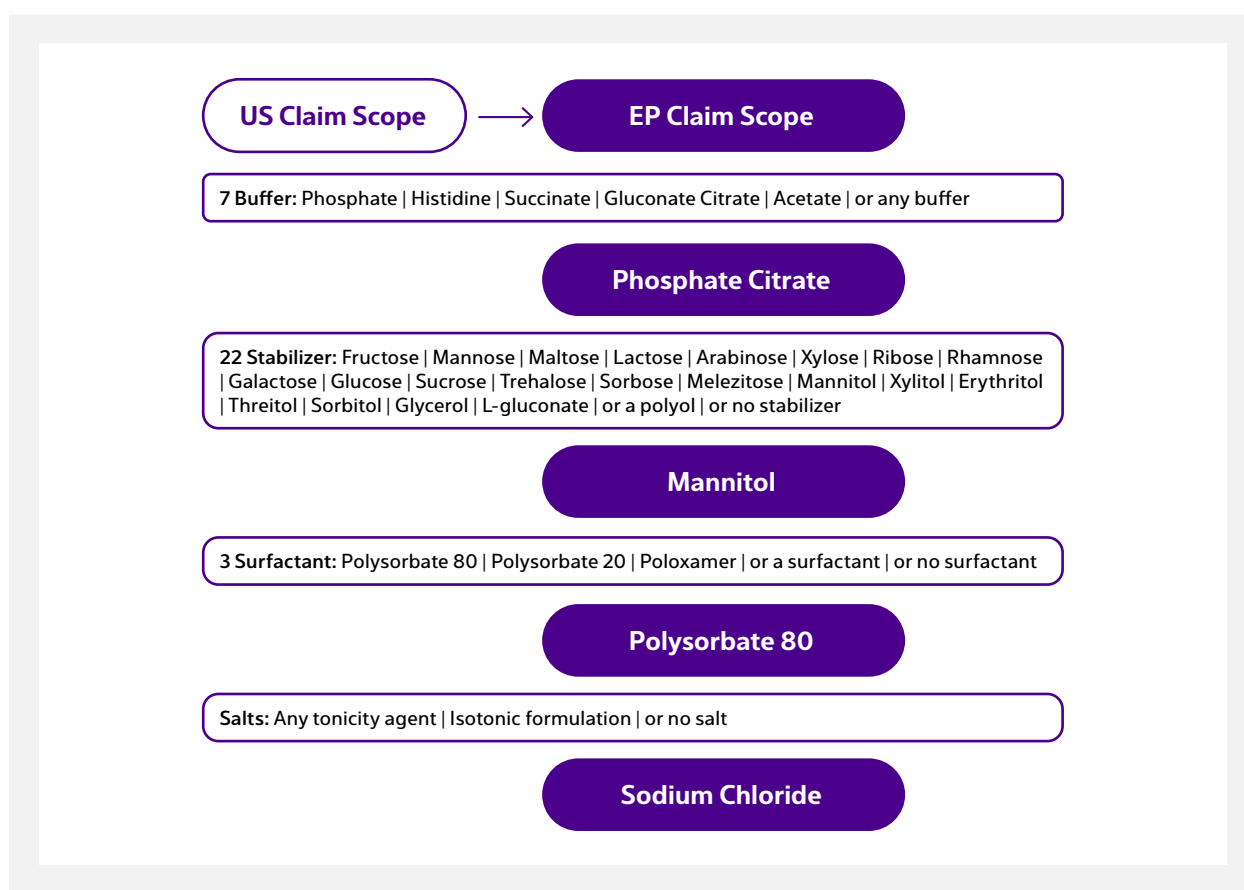 US Claim Scope
EP Claim Scope
7 Buffer: Phosphate | Histidine | Succinate | Gluconate Citrate | Acetate | or any buffer
Phosphate Citrate
22 Stabilizer: Fructose | Mannose | Maltose | Lactose | Arabinose | Xylose | Ribose | Rhamnose
| Galactose | Glucose | Sucrose | Trehalose | Sorbose | Melezitose | Mannitol | Xylitol | Erythritol
| Threitol | Sorbitol | Glycerol | L-gluconate | or a polyol | or no stabilizer
Mannitol
3 Surfactant: Polysorbate 80 | Polysorbate 20 | Poloxamer | or a surfactant | or no surfactant
Polysorbate 80
Salts: Any tonicity agent | Isotonic formulation | or no salt
Sodium Chloride